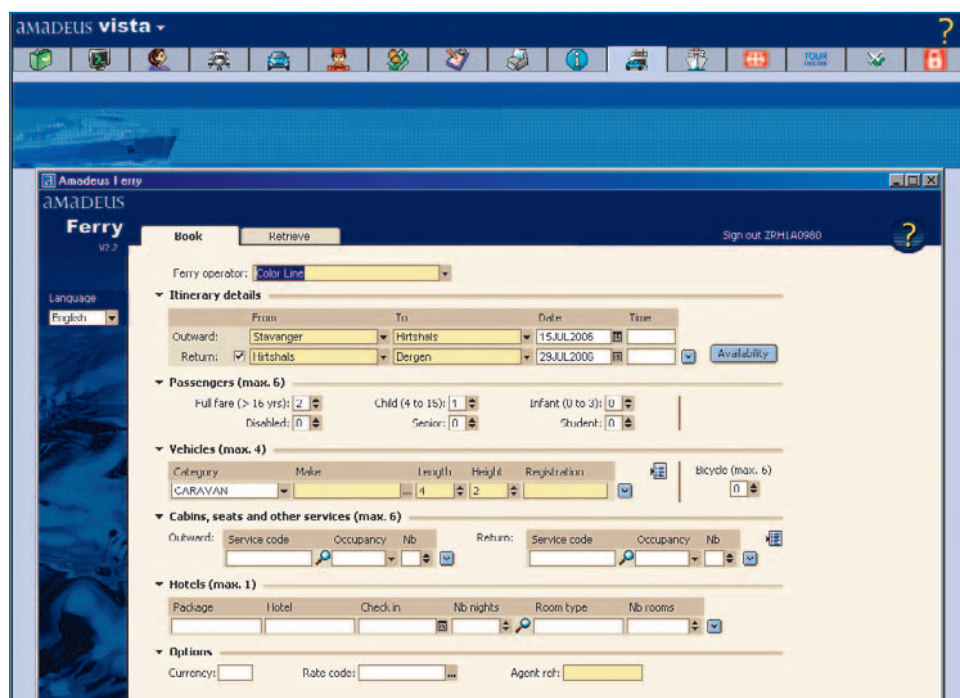 amadeus vista
?
i
TOUR
Amadeus Ferry
amadeus
Ferry
V2.2
Book Retrieve Sign out ZRH1A0980 ?
Ferry operator: Color Line
Language
English
Itinerary details
From To Date Time
Outward: Stavanger Hirtshals 15JUL2006
Return: Hirtshals Bergen 29JUL2006 Availability
Passengers (max. 6)
Full fare (> 16 yrs): 2 Child (4 to 15): 1 Infant (0 to 3): 0
Disabled: 0 Senior: 0 Student: 0
Vehicles (max. 4)
Category Make Length Height Registration Bicycle (max. 6)
CARAVAN ... 4 2 0
Cabins, seats and other services (max. 6)
Outward: Service code Occupancy Nb Return: Service code Occupancy Nb
Hotels (max. 1)
Package Hotel Check in Nb nights Room type Nb rooms
Options
Currency: Rate code: ... Agent ref: